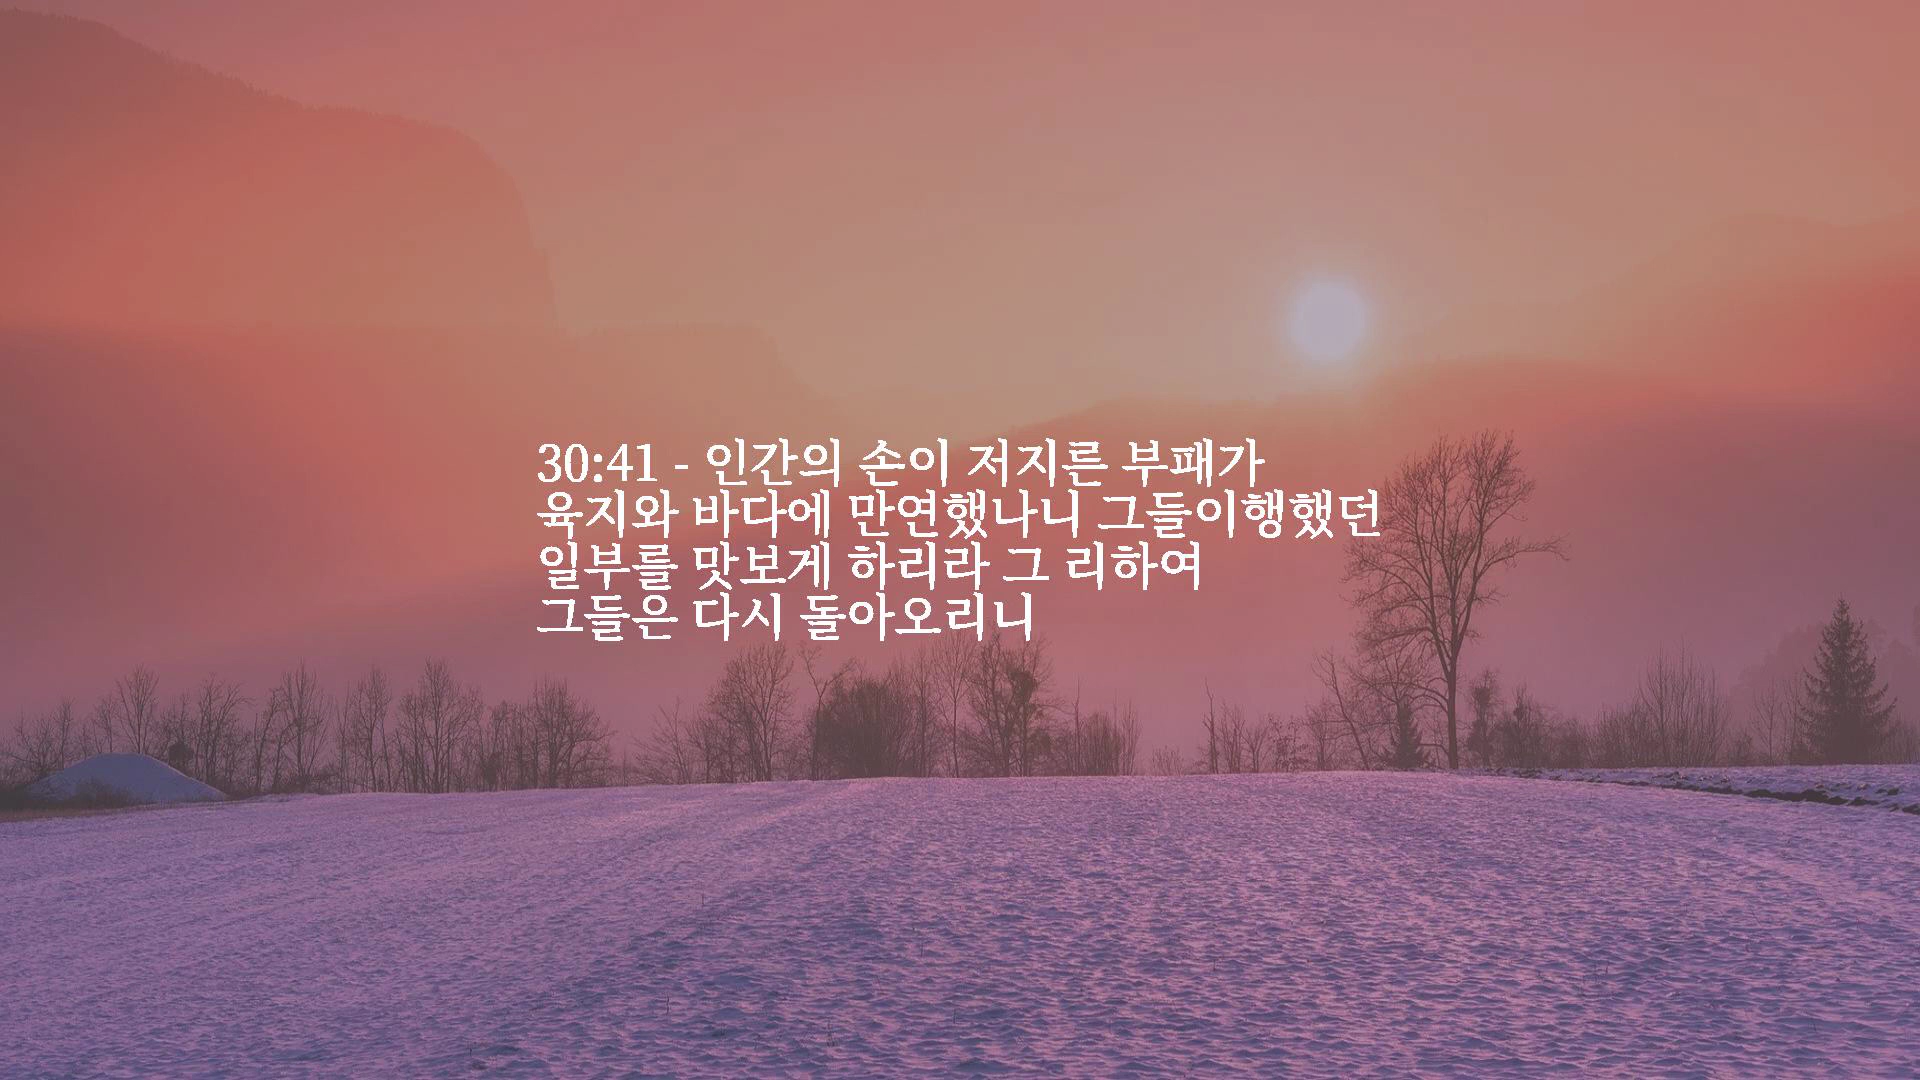 30:41 - 인간의 손이 저지른 부패가
육지와 바다에 만연했나니 그들이행했던
일부를 맛보게 하리라 그 리하여
그들은 다시 돌아오리니